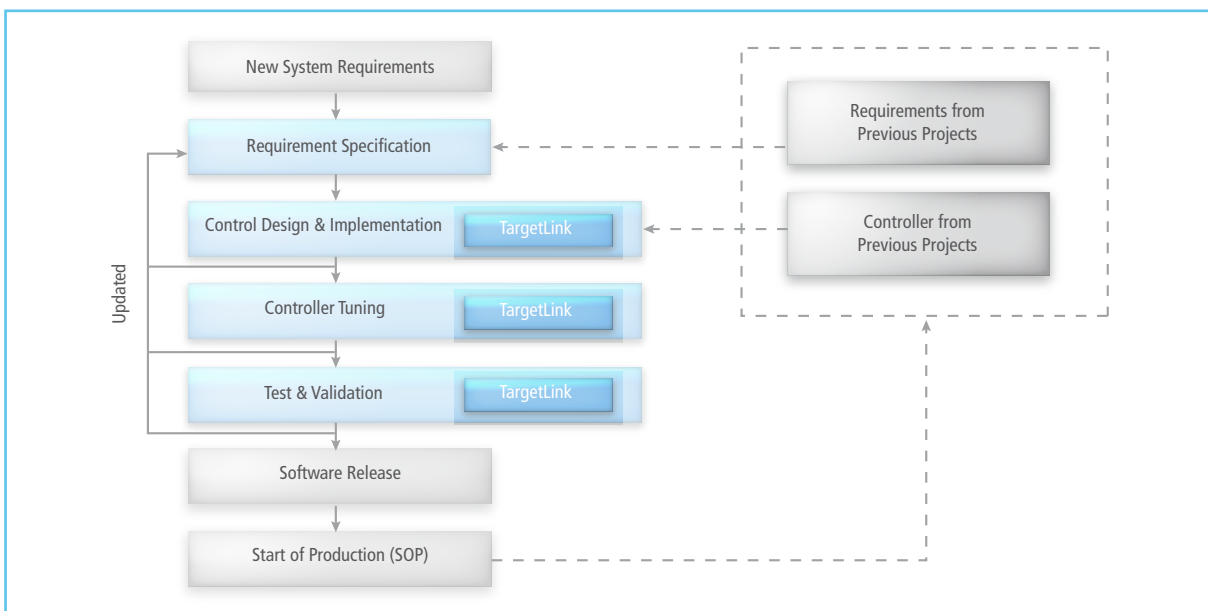 New System Requirements
Requirement Specification
Control Design & Implementation
TargetLink
Controller Tuning
TargetLink
Test & Validation
TargetLink
Software Release
Start of Production (SOP)
Updated
Requirements from
Previous Projects
Controller from
Previous Projects